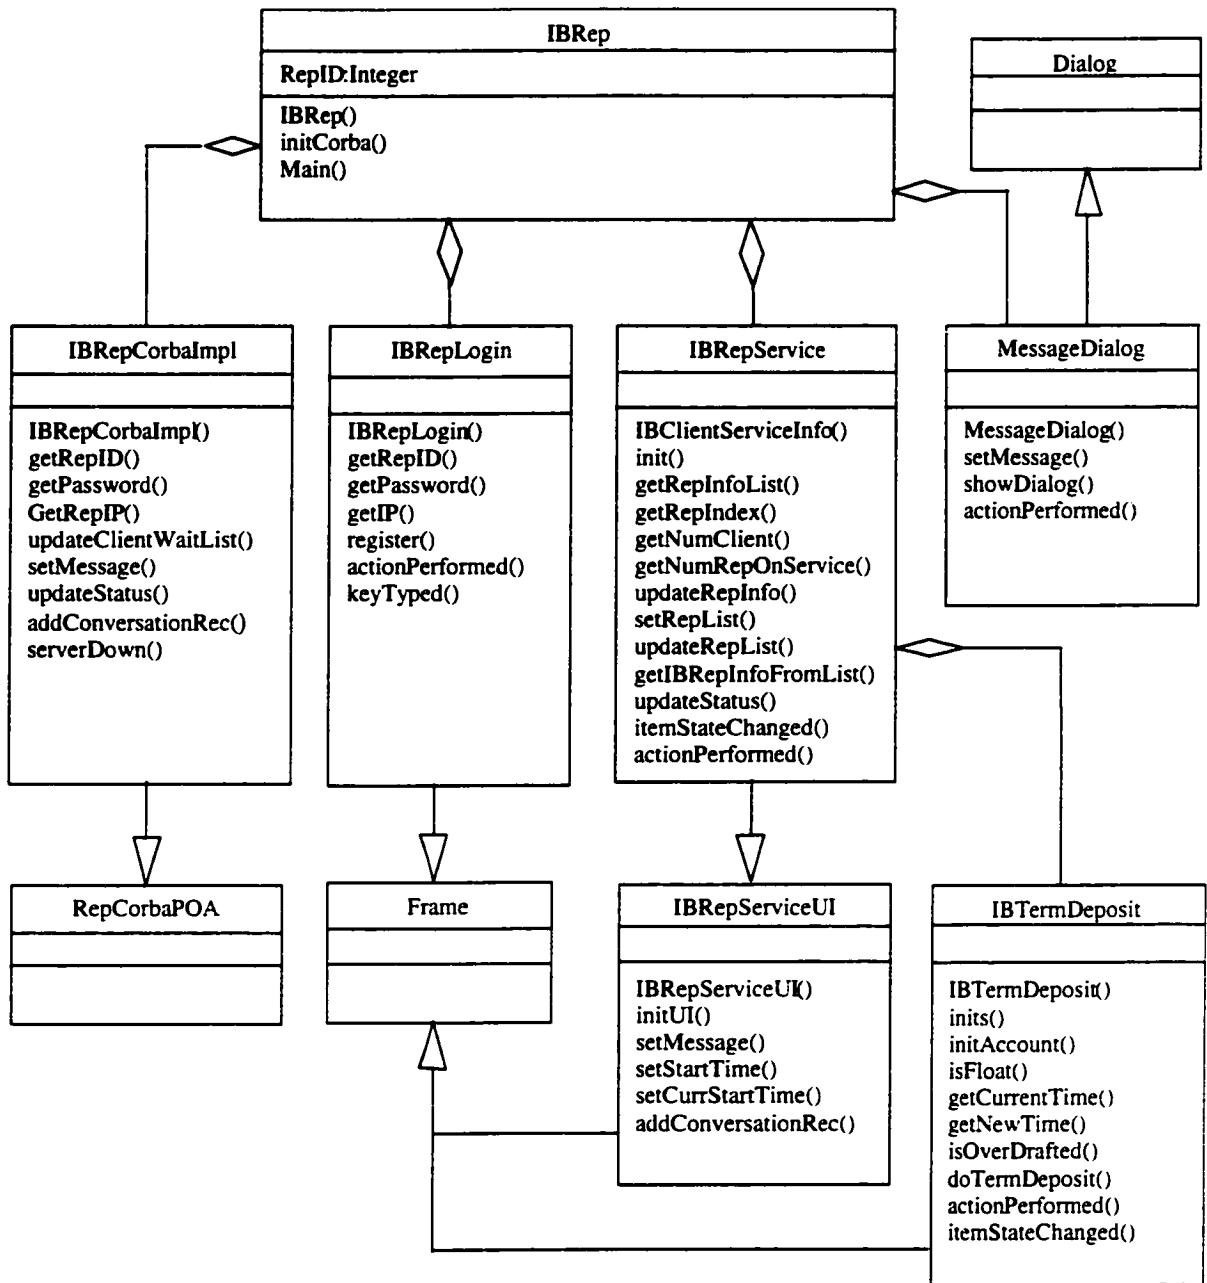 IBRep
RepID:Integer
IBRep()
initCorba()
Main()
Dialog
IBRepCorbaImpl
IBRepCorbaImpl()
getRepID()
getPassword()
GetRepIP()
updateClientWaitList()
setMessage()
updateStatus()
addConversationRec()
serverDown()
IBRepLogin
IBRepLogin()
getRepID()
getPassword()
getIP()
register()
actionPerformed()
keyTyped()
IBRepService
IBClientServiceInfo()
init()
getRepInfoList()
getRepIndex()
getNumClient()
getNumRepOnService()
updateRepInfo()
setRepList()
updateRepList()
getIBRepInfoFromList()
updateStatus()
itemStateChanged()
actionPerformed()
MessageDialog
MessageDialog()
setMessage()
showDialog()
actionPerformed()
RepCorbaPOA
Frame
IBRepServiceUI
IBRepServiceUI()
initUI()
setMessage()
setStartTime()
setCurrStartTime()
addConversationRec()
IBTermDeposit
IBTermDeposit()
inits()
initAccount()
isFloat()
getCurrentTime()
getNewTime()
isOverDrafted()
doTermDeposit()
actionPerformed()
itemStateChanged()